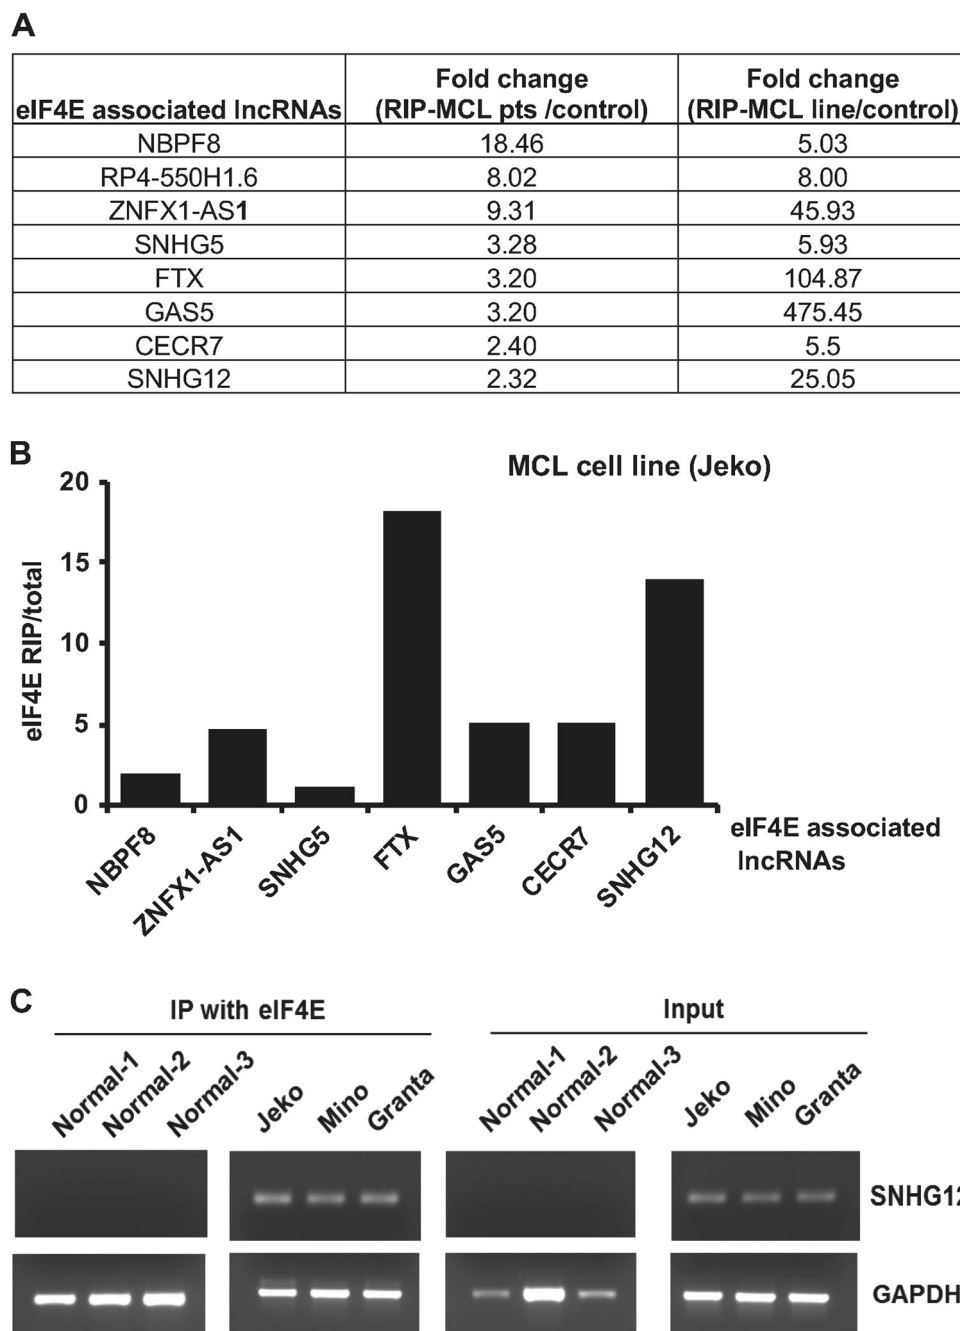 A
eIF4E associated lncRNAs
Fold change
(RIP-MCL pts /control)
Fold change
(RIP-MCL line/control)
NBPF8 18.46 5.03
RP4-550H1.6 8.02 8.00
ZNFX1-AS1 9.31 45.93
SNHG5 3.28 5.93
FTX 3.20 104.87
GAS5 3.20 475.45
CECR7 2.40 5.5
SNHG12 2.32 25.05
B
MCL cell line (Jeko)
eIF4E RIP/total
20
15
10
5
0
NBPF8
ZNFX1-AS1
SNHG5
FTX
GAS5
CECR7
SNHG12
eIF4E associated
lncRNAs
C
IP with eIF4E
Input
Normal-1
Normal-2
Normal-3
Jeko
Mino
Granta
Normal-1
Normal-2
Normal-3
Jeko
Mino
Granta
SNHG12
GAPDH